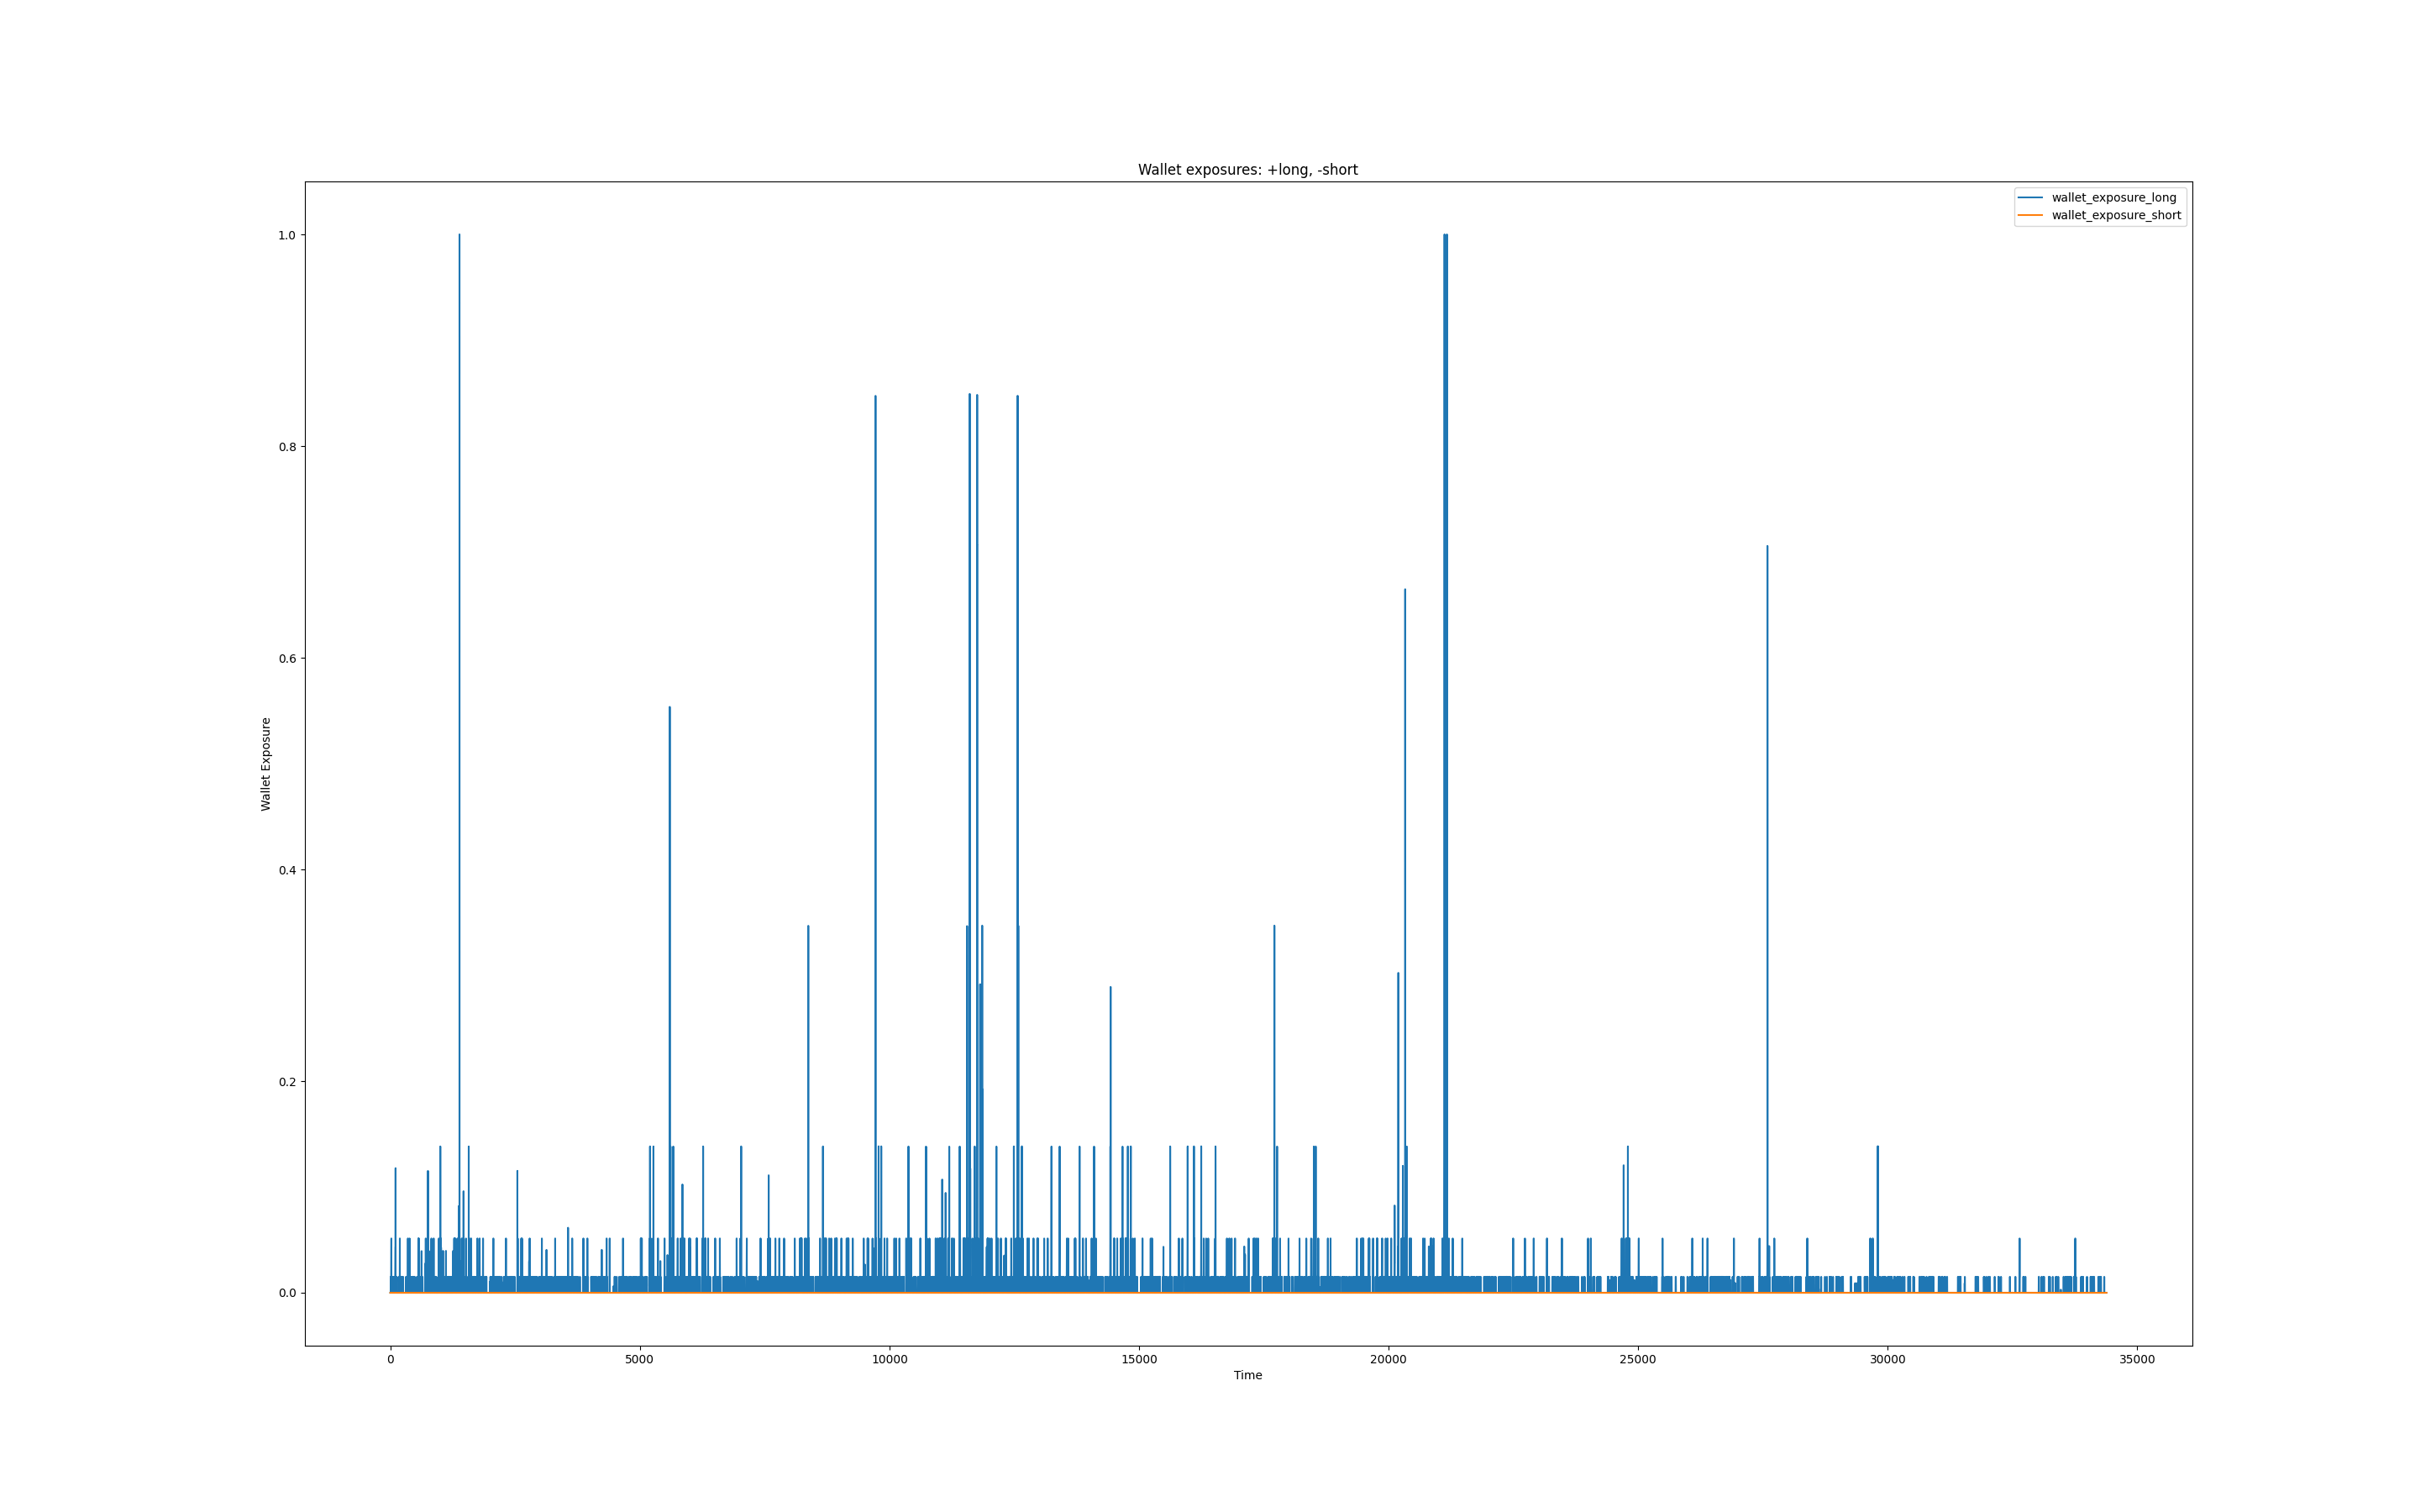 Wallet exposures: +long, -short
wallet_exposure_long
wallet_exposure_short
1.0
0.8
0.6
0.4
0.2
0.0
Wallet Exposure
0 5000 10000 15000 20000 25000 30000 35000
Time